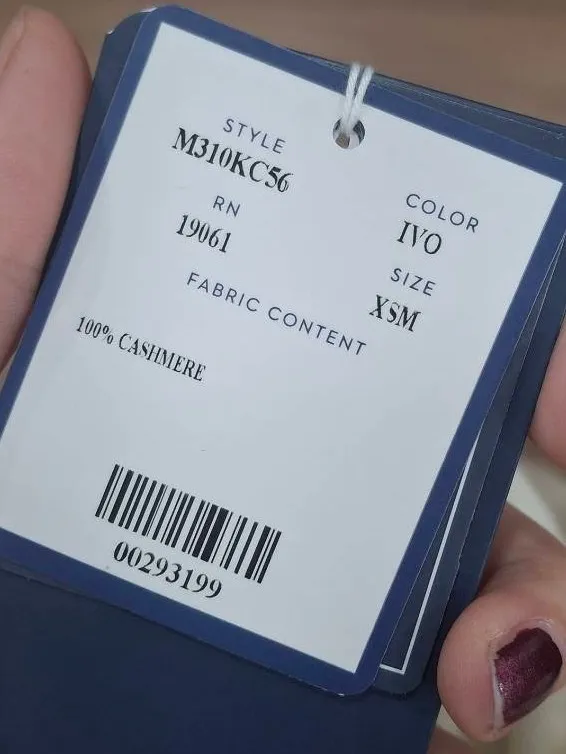 STYLE
M310KC56
COLOR
IVO
RN
19061
SIZE
XSM
FABRIC CONTENT
100% CASHMERE
00293199